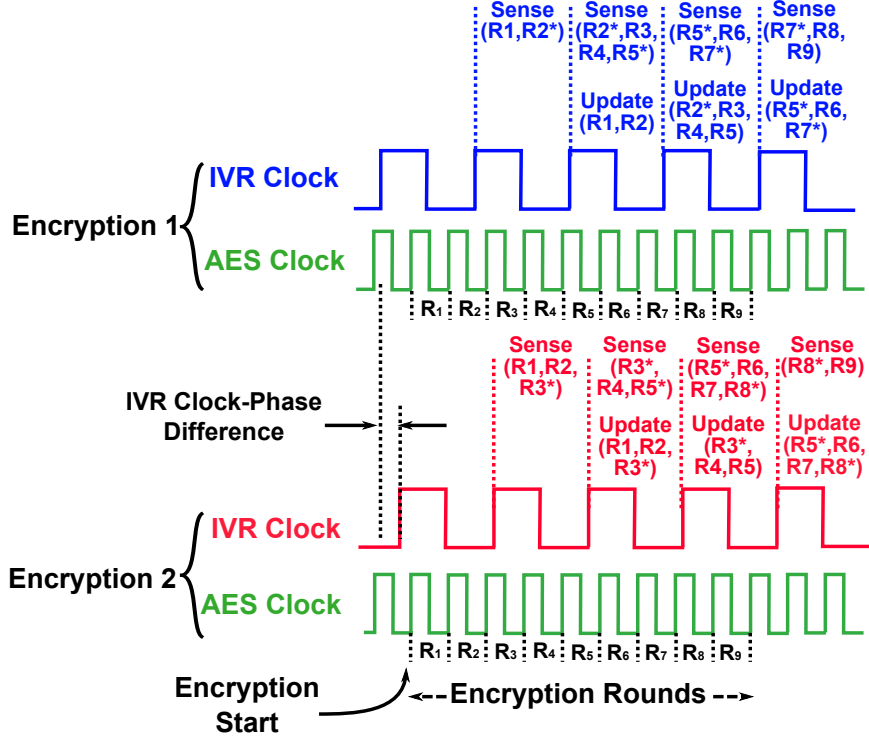 Sense
(R1,R2*)
Sense
(R2*,R3,
R4,R5*)
Sense
(R5*,R6,
R7*)
Sense
(R7*,R8,
R9)
Update
(R1,R2)
Update
(R2*,R3,
R4,R5)
Update
(R5*,R6,
R7*)
Encryption 1
IVR Clock
AES Clock
R1 R2 R3 R4 R5 R6 R7 R8 R9
IVR Clock-Phase
Difference
Sense
(R1,R2,
R3*)
Sense
(R3*,
R4,R5*)
Sense
(R5*,R6,
R7,R8*)
Sense
(R8*,R9)
Update
(R1,R2,
R3*)
Update
(R3*,
R4,R5)
Update
(R5*,R6,
R7,R8*)
Encryption 2
IVR Clock
AES Clock
R1 R2 R3 R4 R5 R6 R7 R8 R9
Encryption
Start
Encryption Rounds